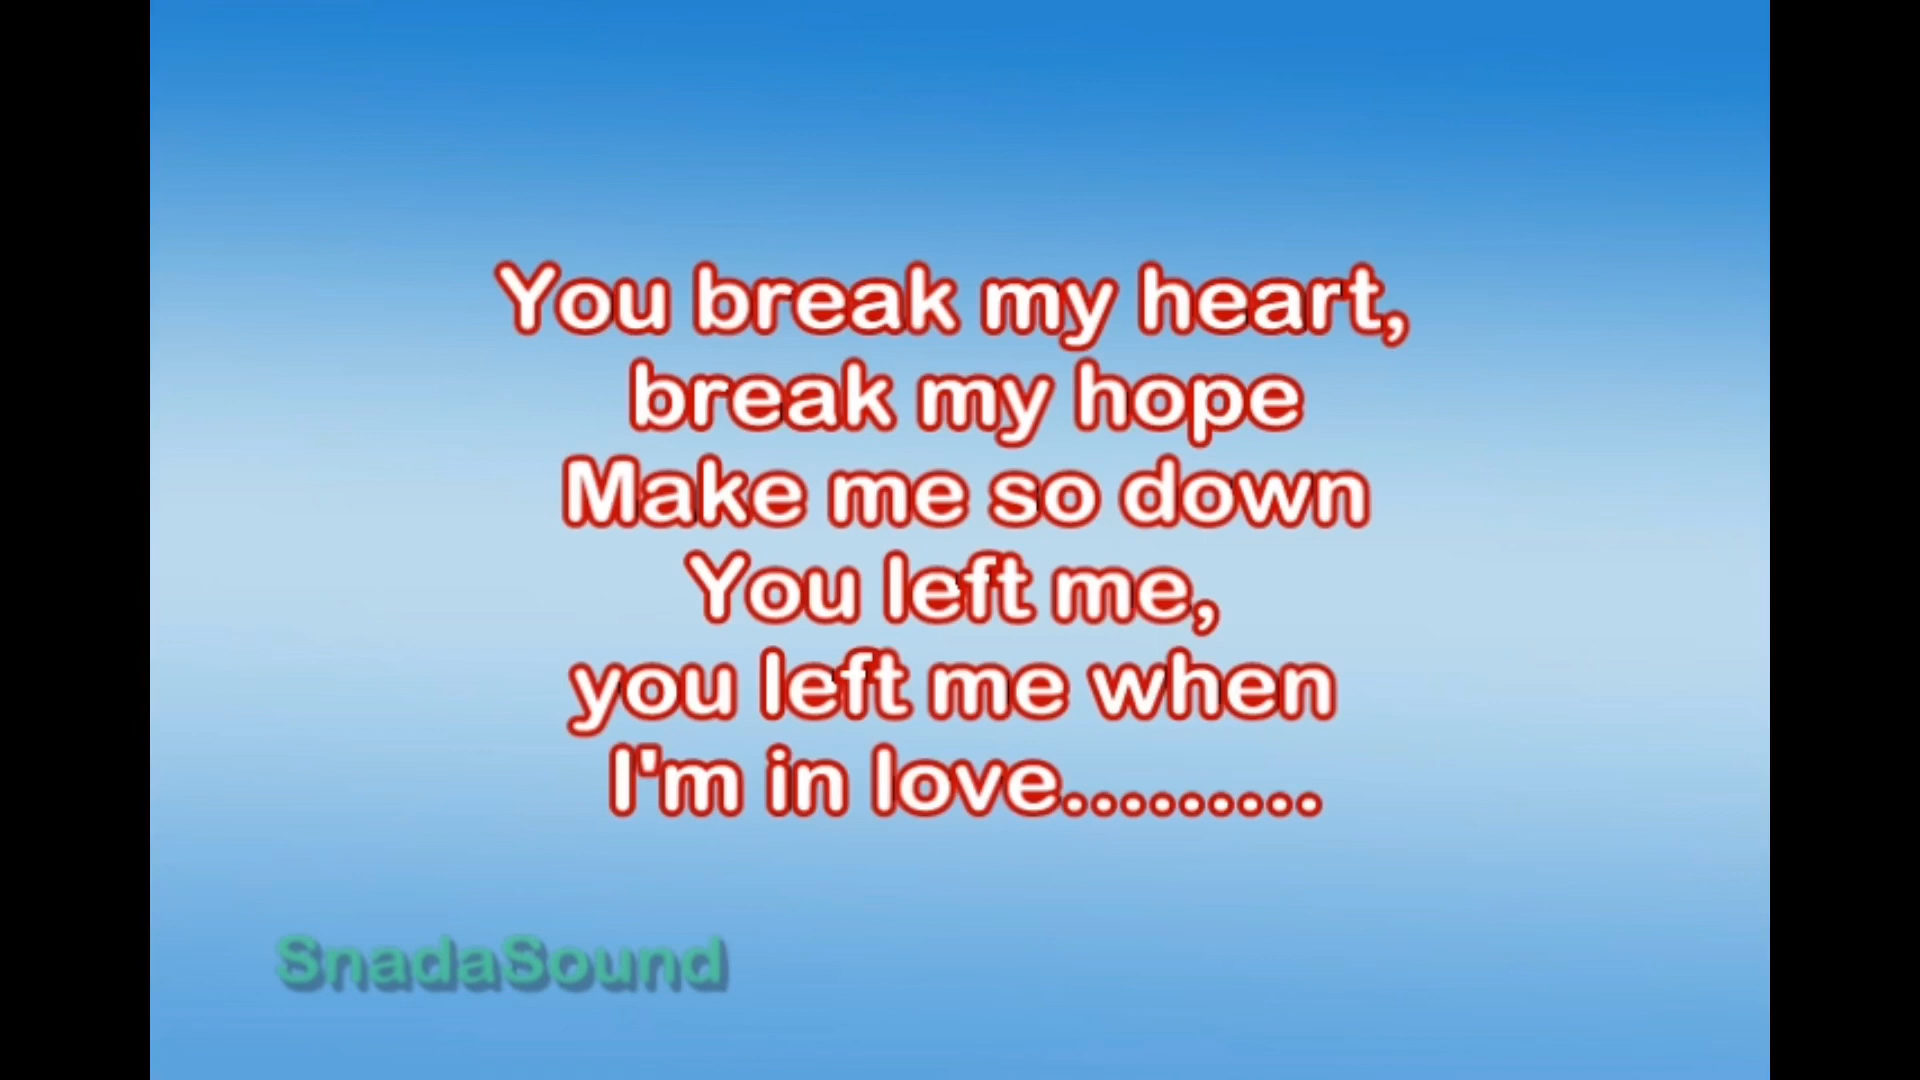 You break my heart,
break my hope
Make me so down
You left me,
you left me when
I'm in love.........
SnadaSound